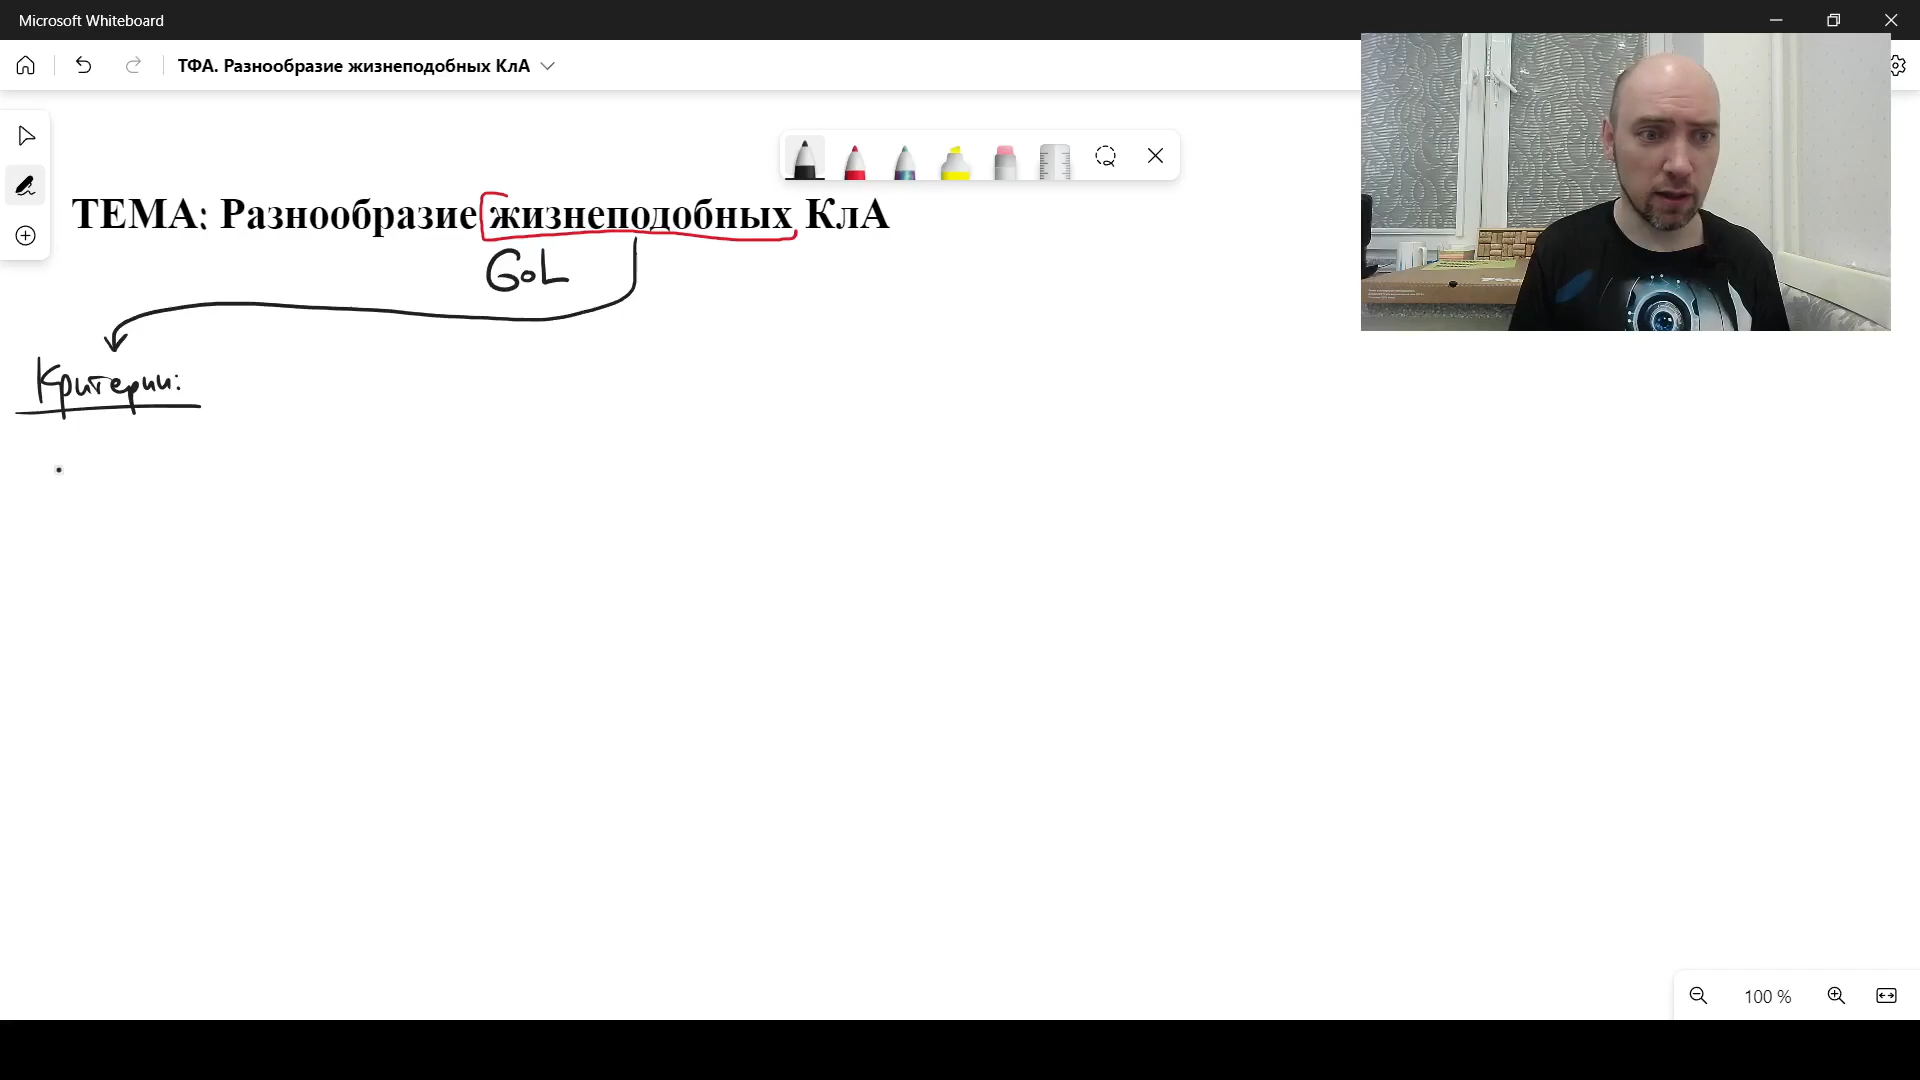 Microsoft Whiteboard
ТФА. Разнообразие жизнеподобных КлА
ТЕМА: Разнообразие жизнеподобных КлА
GoL
Критерии:
100 %